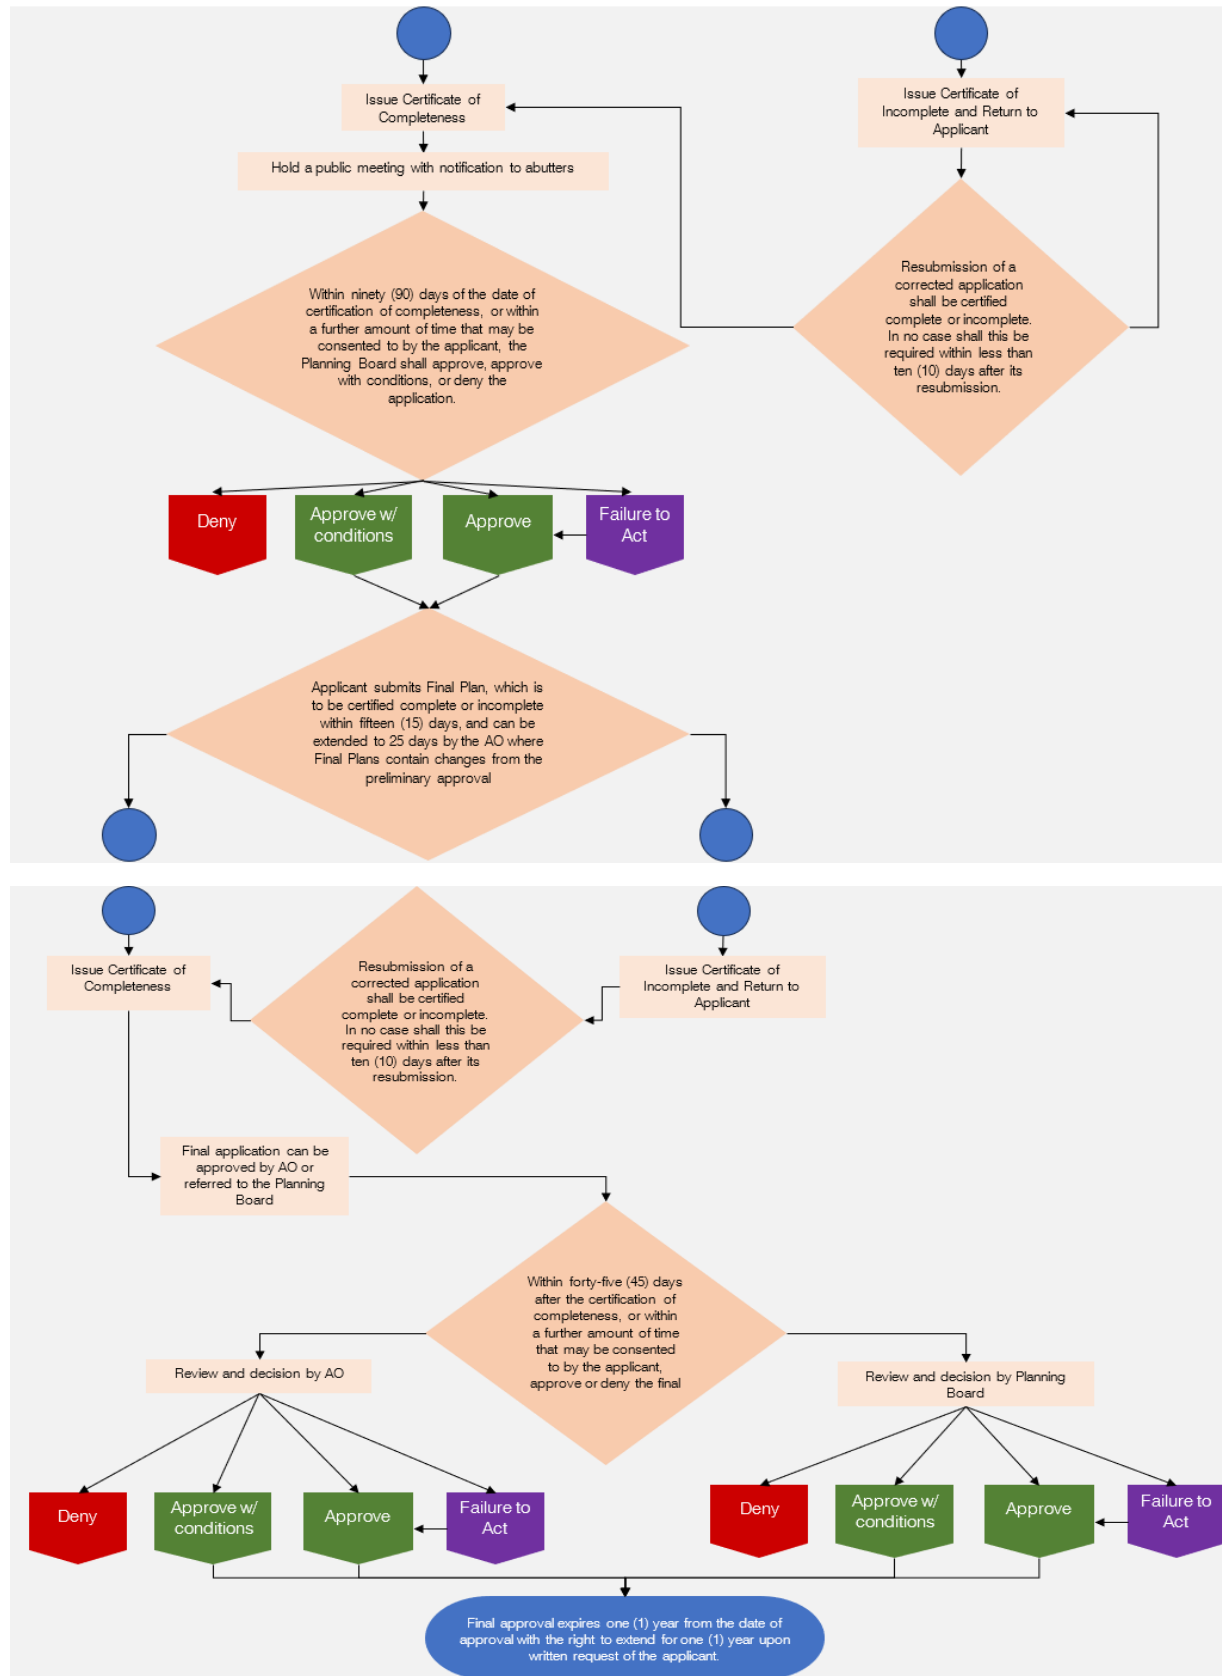 Issue Certificate of
Completeness
Issue Certificate of
Incomplete and Return to
Applicant
Hold a public meeting with notification to abutters
Within ninety (90) days of the date of
certification of completeness, or within
a further amount of time that may be
consented to by the applicant, the
Planning Board shall approve, approve
with conditions, or deny the
application.
Resubmission of a
corrected application
shall be certified
complete or incomplete.
In no case shall this be
required within less than
ten (10) days after its
resubmission.
Deny
Approve w/
conditions
Approve
Failure to
Act
Applicant submits Final Plan, which is
to be certified complete or incomplete
within fifteen (15) days, and can be
extended to 25 days by the AO where
Final Plans contain changes from the
preliminary approval
Issue Certificate of
Completeness
Resubmission of a
corrected application
shall be certified
complete or incomplete.
In no case shall this be
required within less than
ten (10) days after its
resubmission.
Issue Certificate of
Incomplete and Return to
Applicant
Final application can be
approved by AO or
referred to the Planning
Board
Within forty-five (45) days
after the certification of
completeness, or within
a further amount of time
that may be consented
to by the applicant,
approve or deny the final
Review and decision by AO
Review and decision by Planning
Board
Deny
Approve w/
conditions
Approve
Failure to
Act
Deny
Approve w/
conditions
Approve
Failure to
Act
Final approval expires one (1) year from the date of
approval with the right to extend for one (1) year upon
written request of the applicant.